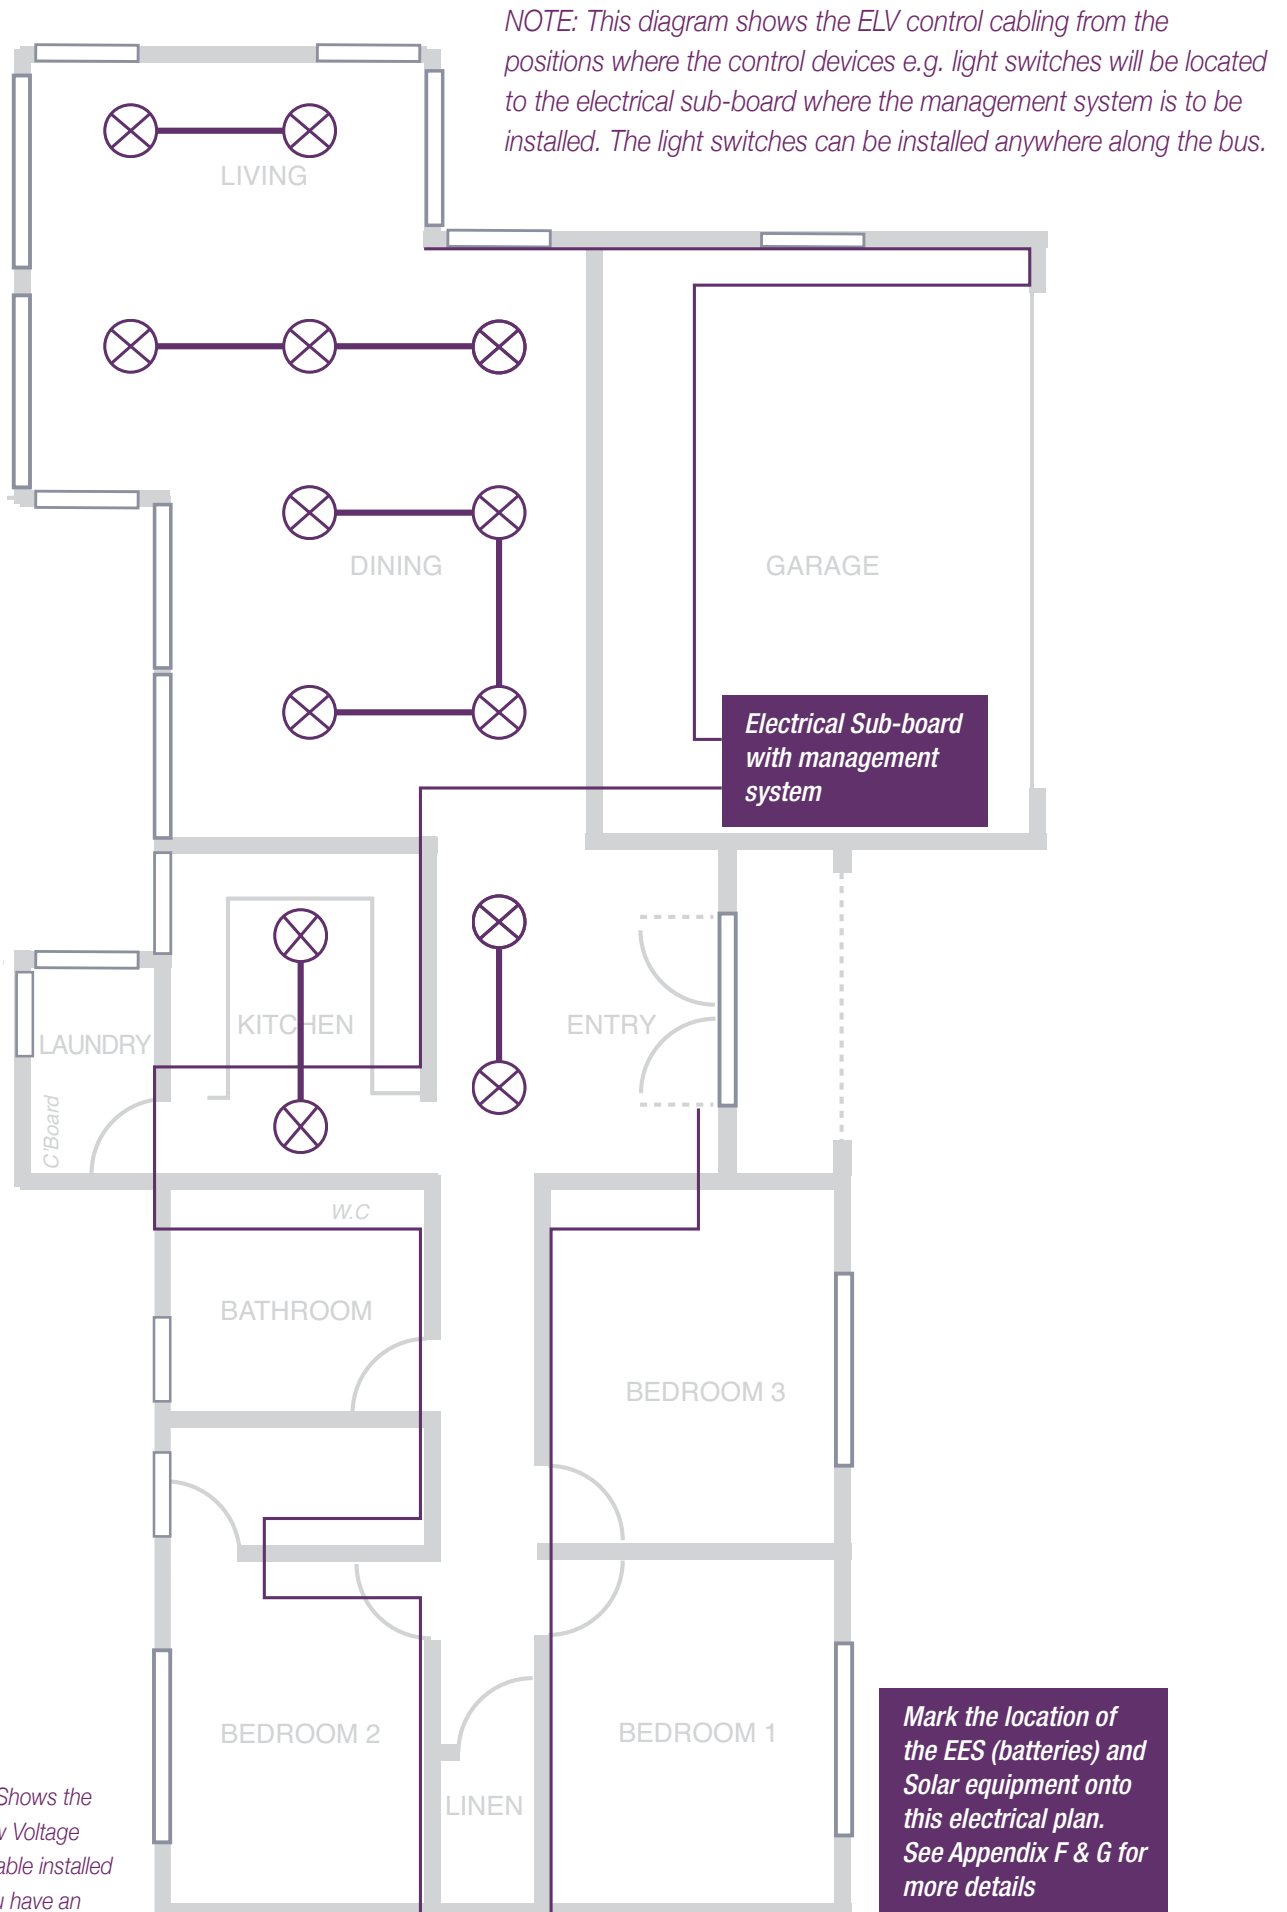 NOTE: This diagram shows the ELV control cabling from the
positions where the control devices e.g. light switches will be located
to the electrical sub-board where the management system is to be
installed. The light switches can be installed anywhere along the bus.
LIVING
DINING
GARAGE
Electrical Sub-board
with management
system
KITCHEN
ENTRY
LAUNDRY
C'Board
W.C
BATHROOM
BEDROOM 3
BEDROOM 2
BEDROOM 1
LINEN
Shows the
Voltage
installed
have an
Mark the location of
the EES (batteries) and
Solar equipment onto
this electrical plan.
See Appendix F & G for
more details